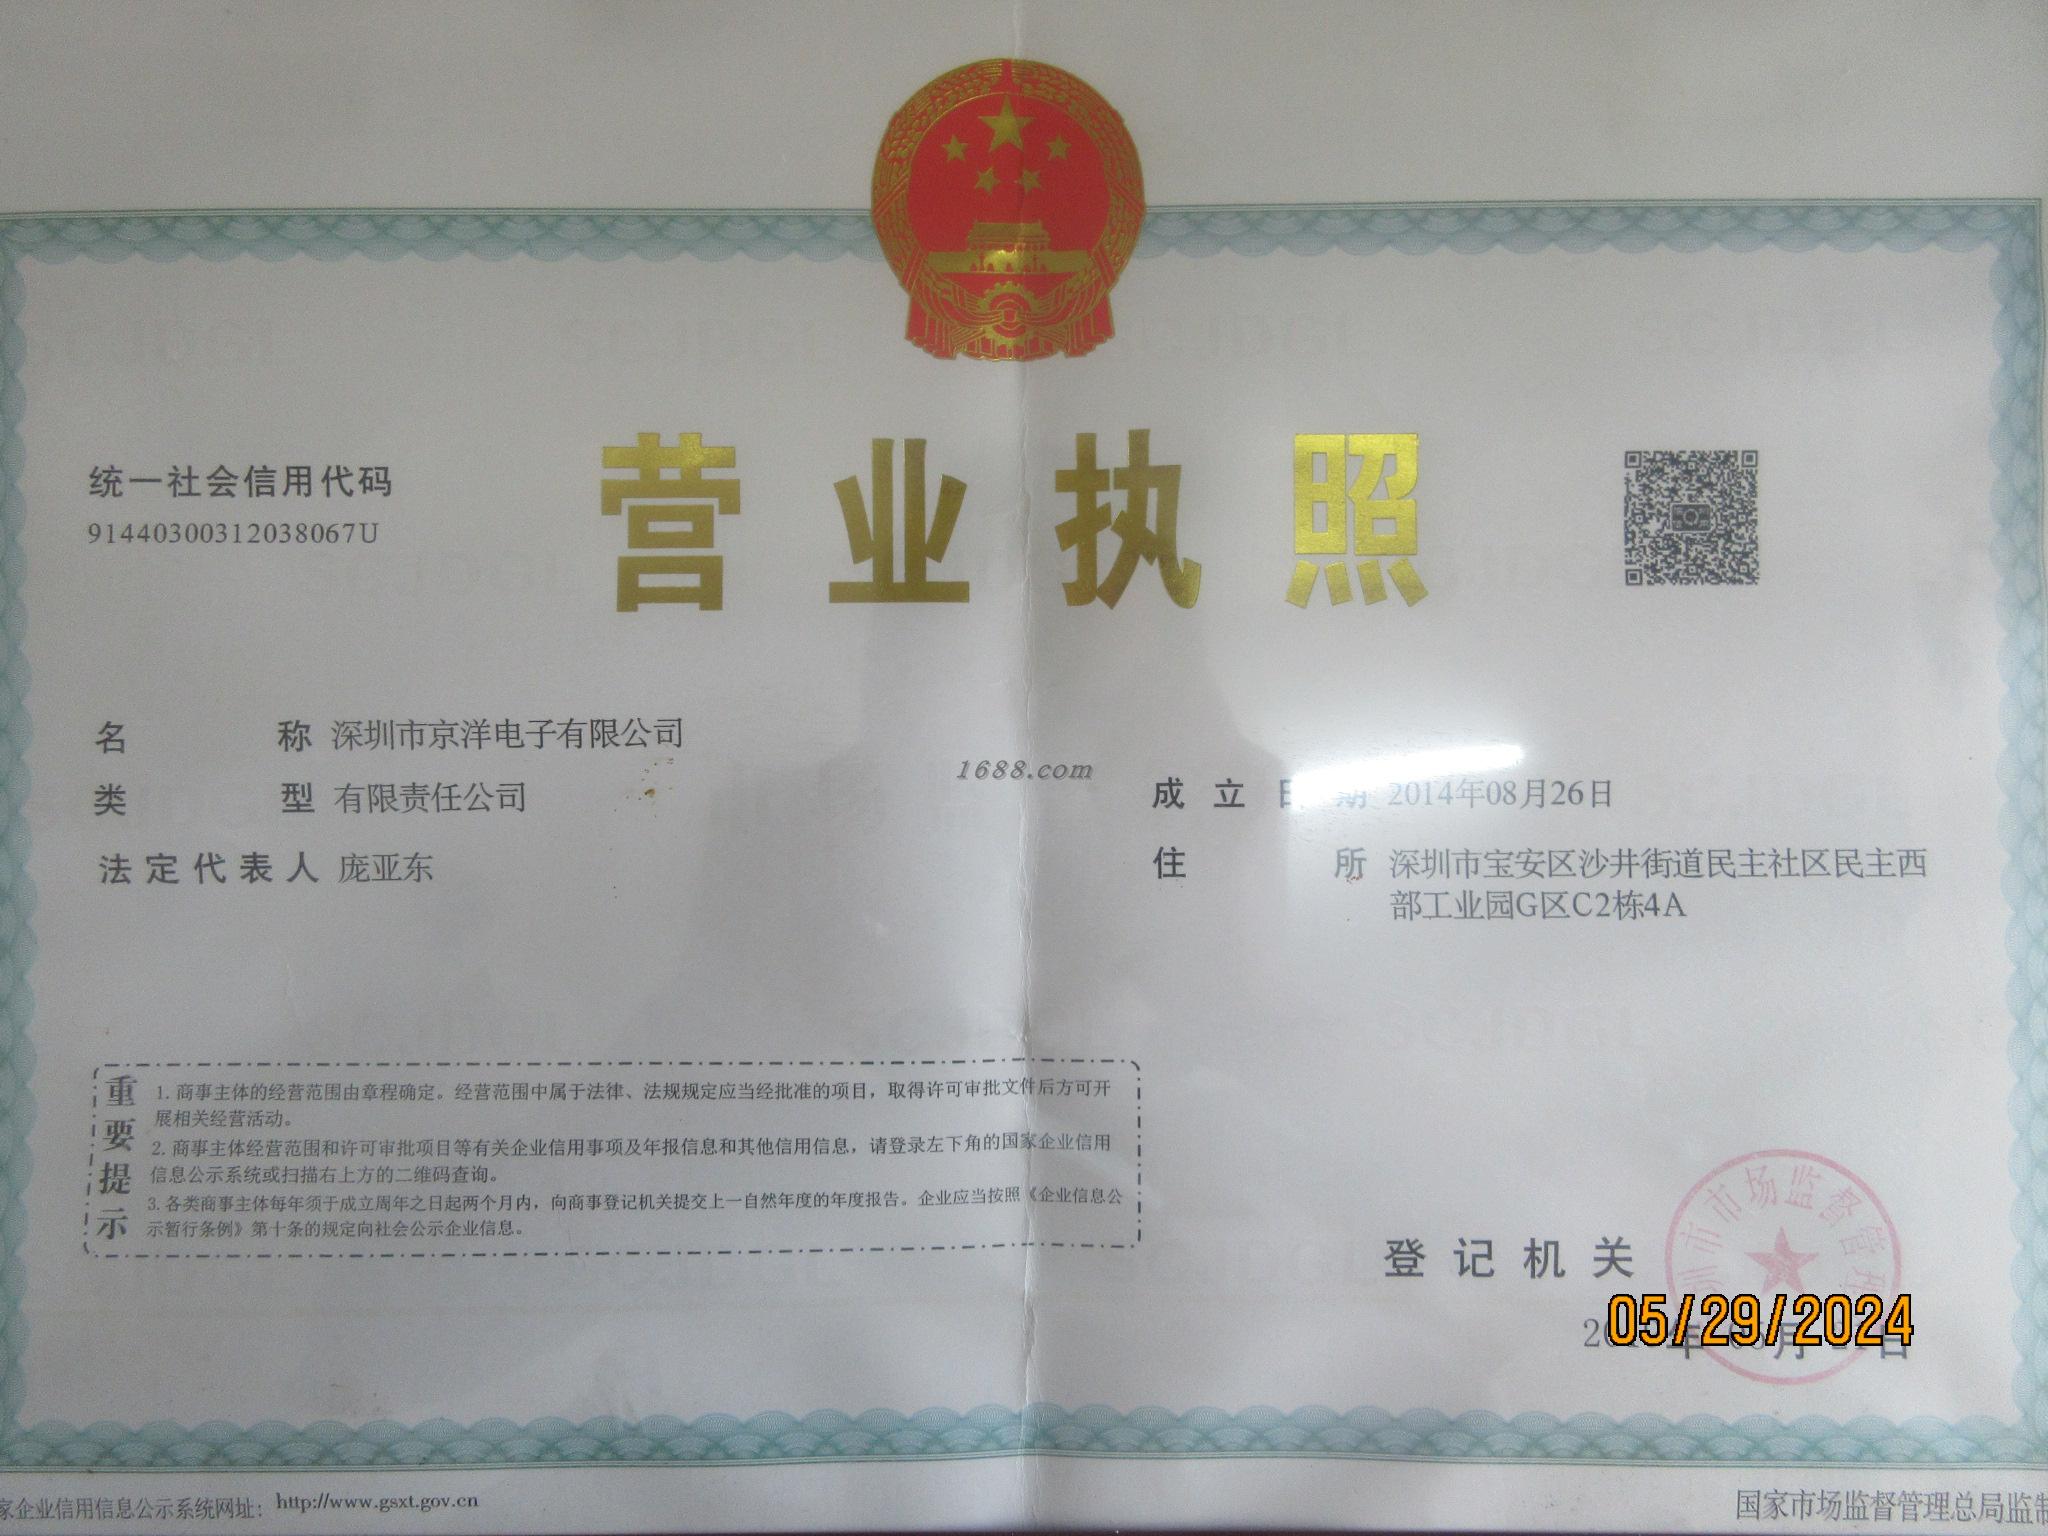 营业执照
统一社会信用代码
91440300312038067U
名称 深圳市京洋电子有限公司
类型 有限责任公司
法定代表人 庞亚东
1688.com
成立日期 2014年08月26日
住所 深圳市宝安区沙井街道民主社区民主西
部工业园G区C2栋4A
重要提示
1. 商事主体的经营范围由章程确定。经营范围中属于法律、法规规定应当经批准的项目，取得许可审批文件后方可开
展相关经营活动。
2. 商事主体经营范围和许可审批项目等有关企业信用事项及年报信息和其他信用信息，请登录左下角的国家企业信用
信息公示系统或扫描右上方的二维码查询。
3. 各类商事主体每年须于成立周年之日起两个月内，向商事登记机关提交上一自然年度的年度报告。企业应当按照《企业信息公
示暂行条例》第十条的规定向社会公示企业信息。
登记机关
圳市市场监督管理
05/29/2024
年 月 日
家企业信用信息公示系统网址：http://www.gsxt.gov.cn
国家市场监督管理总局监制